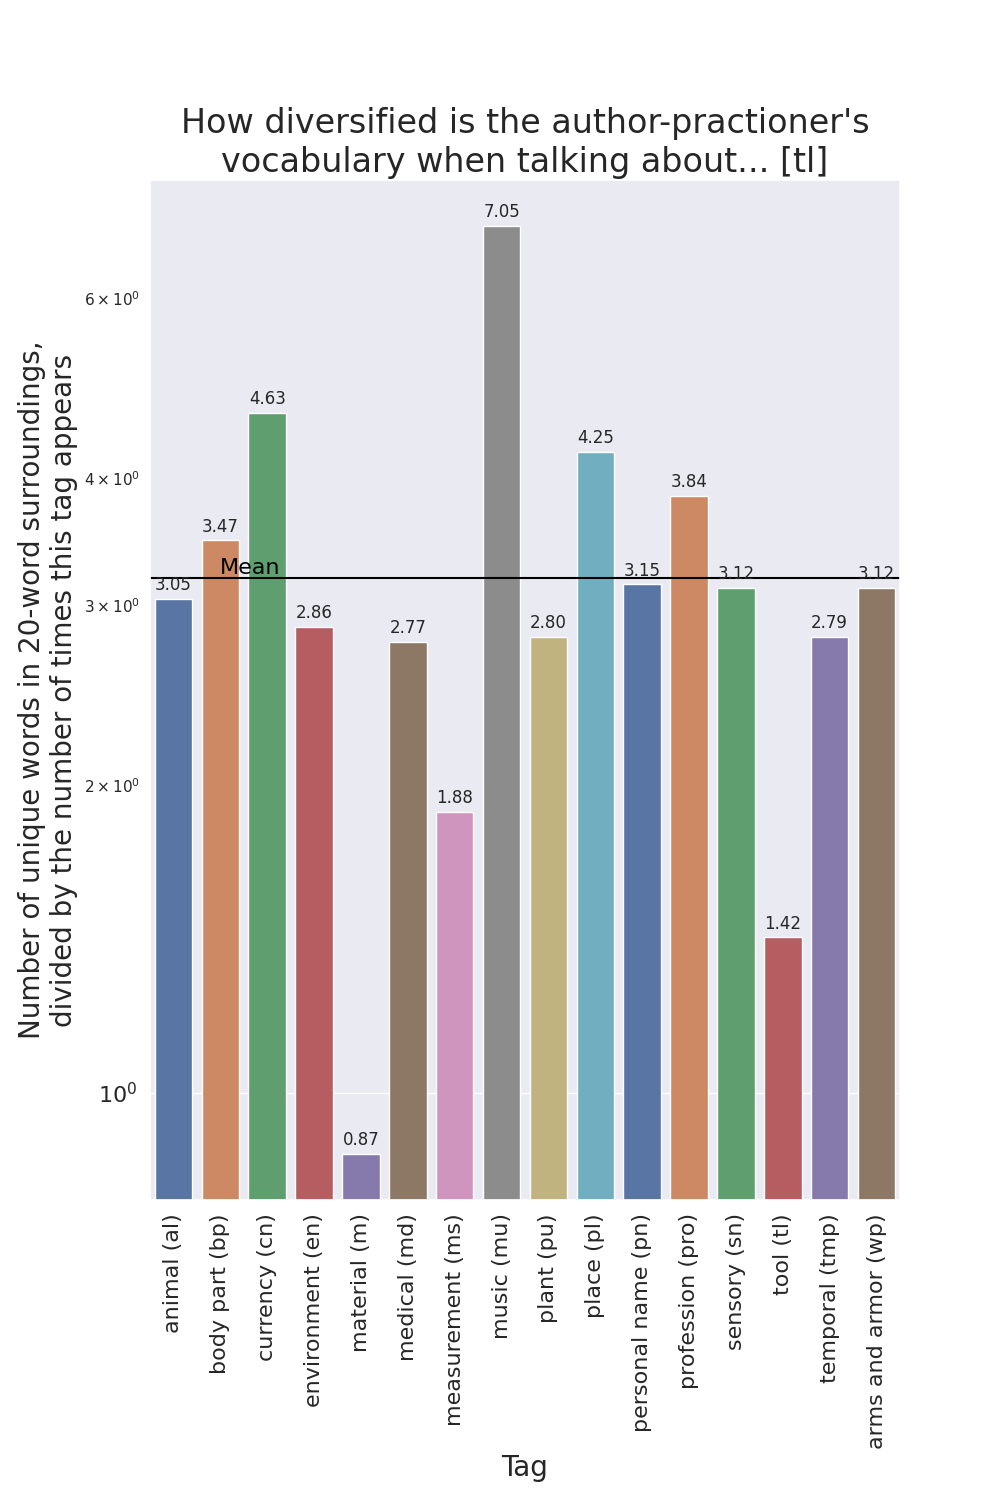 How diversified is the author-practioner's
vocabulary when talking about... [tl]
Number of unique words in 20-word surroundings,
divided by the number of times this tag appears
6 × 10⁰
4 × 10⁰
3 × 10⁰
2 × 10⁰
10⁰
Mean
3.05
3.47
4.63
2.86
0.87
2.77
1.88
7.05
2.80
4.25
3.15
3.84
3.12
1.42
2.79
3.12
animal (al)
body part (bp)
currency (cn)
environment (en)
material (m)
medical (md)
measurement (ms)
music (mu)
plant (pu)
place (pl)
personal name (pn)
profession (pro)
sensory (sn)
tool (tl)
temporal (tmp)
arms and armor (wp)
Tag